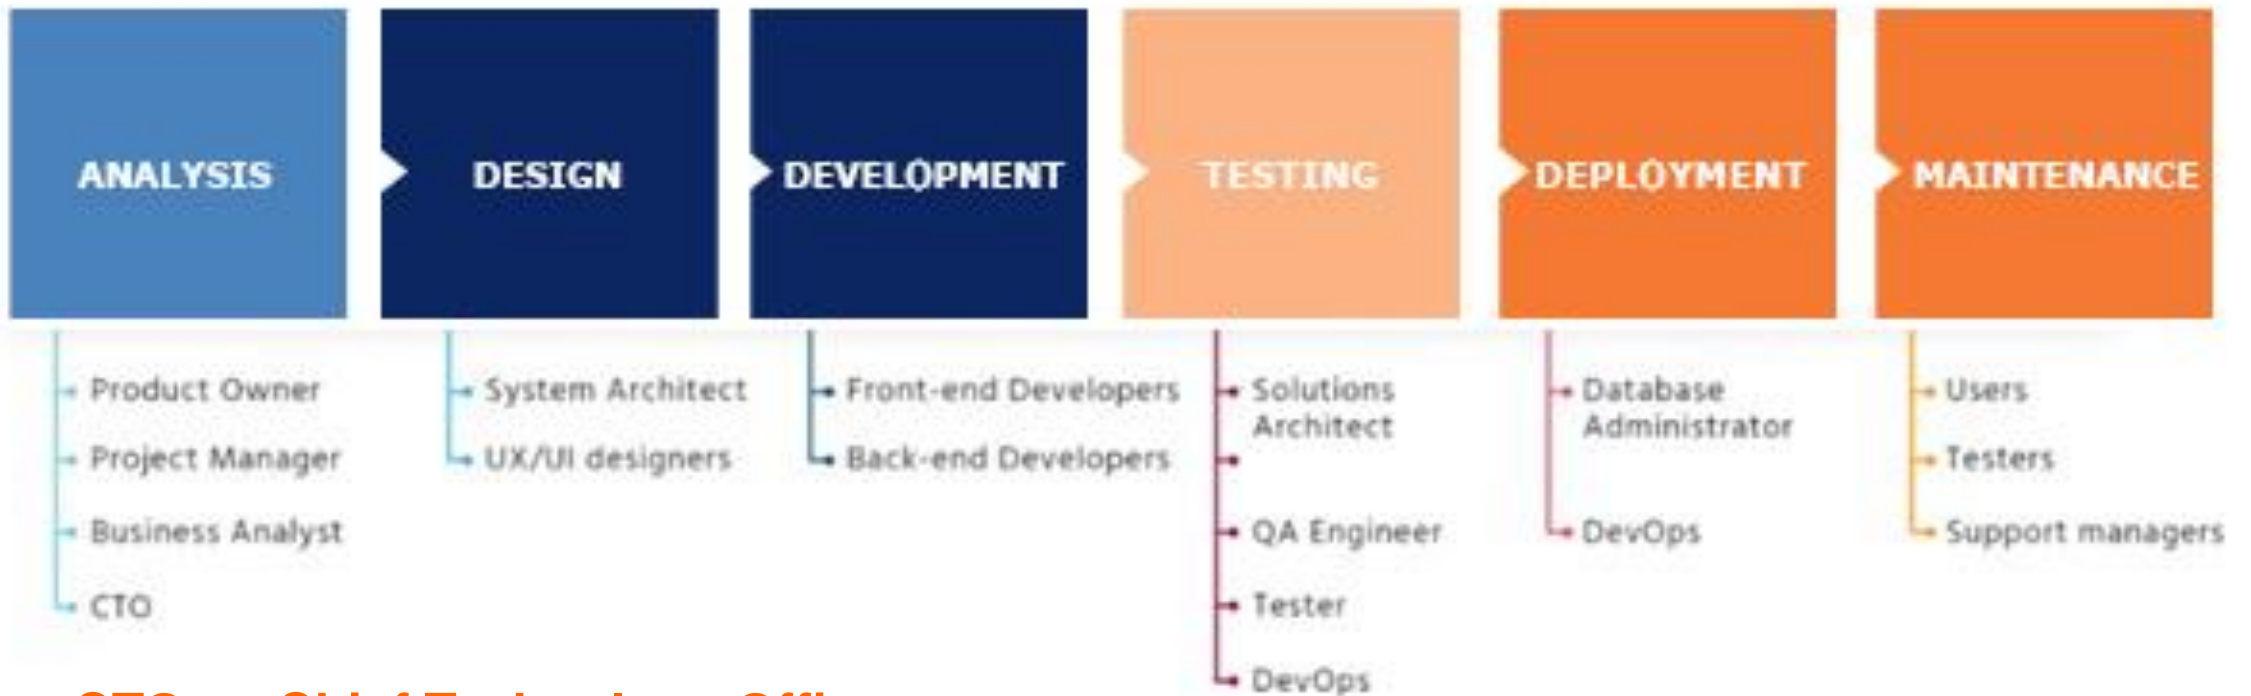 ANALYSIS
DESIGN
DEVELOPMENT
TESTING
DEPLOYMENT
MAINTENANCE
Product Owner
Project Manager
Business Analyst
CTO
System Architect
UX/UI designers
Front-end Developers
Back-end Developers
Solutions
Architect
QA Engineer
Tester
DevOps
Database
Administrator
DevOps
Users
Testers
Support managers